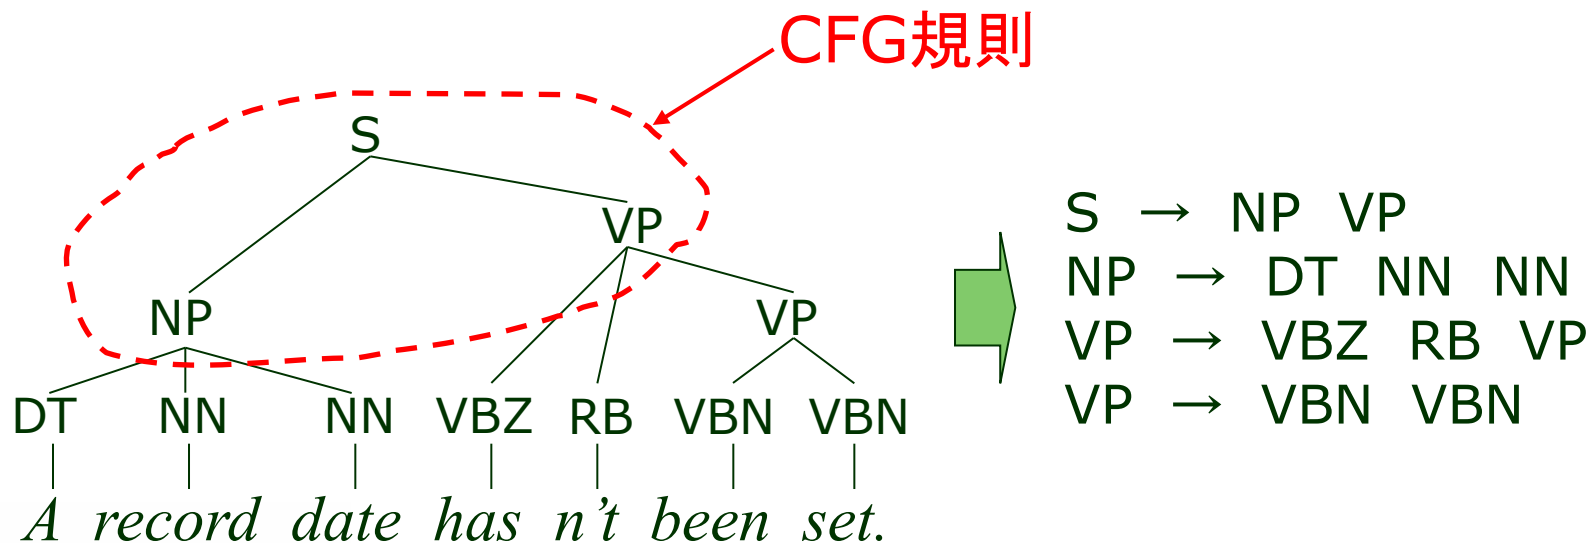 CFG規則
S
VP
NP
VP
DT NN NN VBZ RB VBN VBN
A record date has n’t been set.
S → NP VP
NP → DT NN NN
VP → VBZ RB VP
VP → VBN VBN